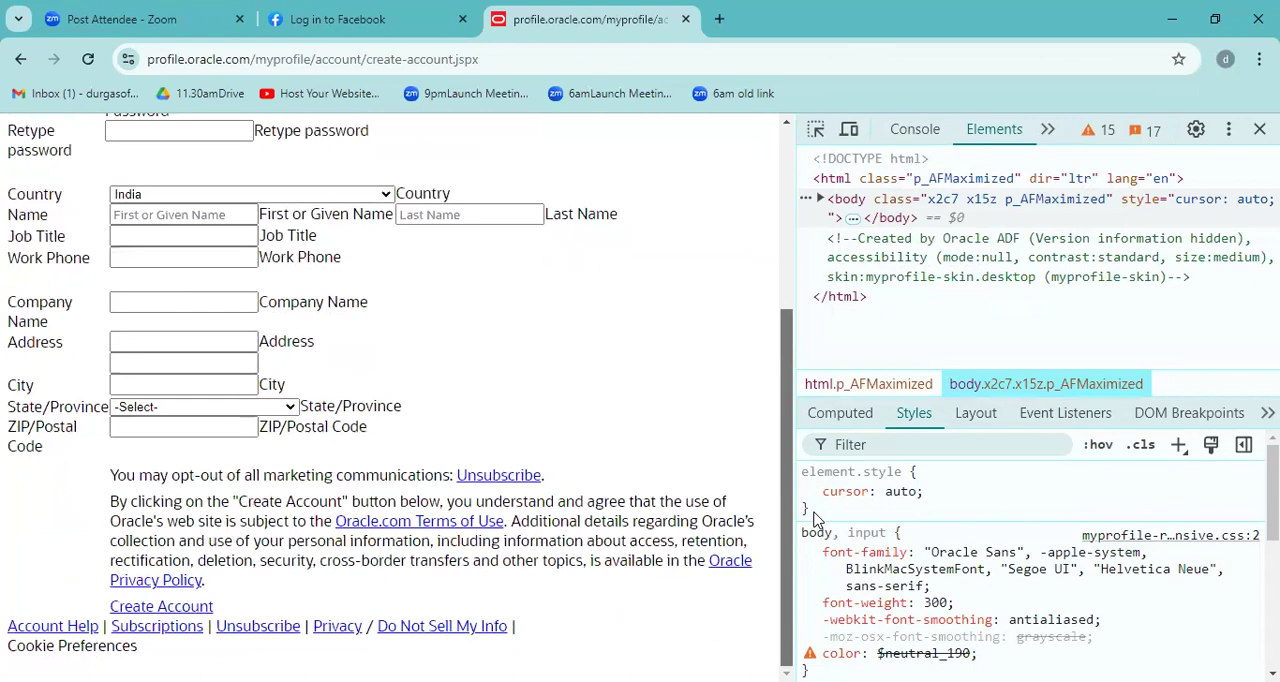 Post Attendee - Zoom
Log in to Facebook
profile.oracle.com/myprofile/ac
profile.oracle.com/myprofile/account/create-account.jspx
d
Inbox (1) - durgasof...
11.30amDrive
Host Your Website...
9pmLaunch Meetin...
6amLaunch Meetin...
6am old link
Password
Retype password
Retype password
Country
India
Country
Name
First or Given Name
First or Given Name
Last Name
Last Name
Job Title
Job Title
Work Phone
Work Phone
Company Name
Company Name
Address
Address
City
City
State/Province
-Select-
State/Province
ZIP/Postal Code
ZIP/Postal Code
You may opt-out of all marketing communications: Unsubscribe.
By clicking on the "Create Account" button below, you understand and agree that the use of
Oracle's web site is subject to the Oracle.com Terms of Use. Additional details regarding Oracle's
collection and use of your personal information, including information about access, retention,
rectification, deletion, security, cross-border transfers and other topics, is available in the Oracle
Privacy Policy.
Create Account
Account Help | Subscriptions | Unsubscribe | Privacy / Do Not Sell My Info |
Cookie Preferences
Console
Elements
15
17
<!DOCTYPE html>
<html class="p_AFMaximized" dir="ltr" lang="en">
<body class="x2c7 x15z p_AFMaximized" style="cursor: auto;
"> … </body> == $0
<!--Created by Oracle ADF (Version information hidden),
accessibility (mode:null, contrast:standard, size:medium),
skin:myprofile-skin.desktop (myprofile-skin)-->
</html>
html.p_AFMaximized
body.x2c7.x15z.p_AFMaximized
Computed
Styles
Layout
Event Listeners
DOM Breakpoints
Filter
:hov
.cls
element.style {
cursor: auto;
}
body, input {
myprofile-r…nsive.css:2
font-family: "Oracle Sans", -apple-system,
BlinkMacSystemFont, "Segoe UI", "Helvetica Neue",
sans-serif;
font-weight: 300;
-webkit-font-smoothing: antialiased;
-moz-osx-font-smoothing: grayscale;
color: $neutral_190;
}